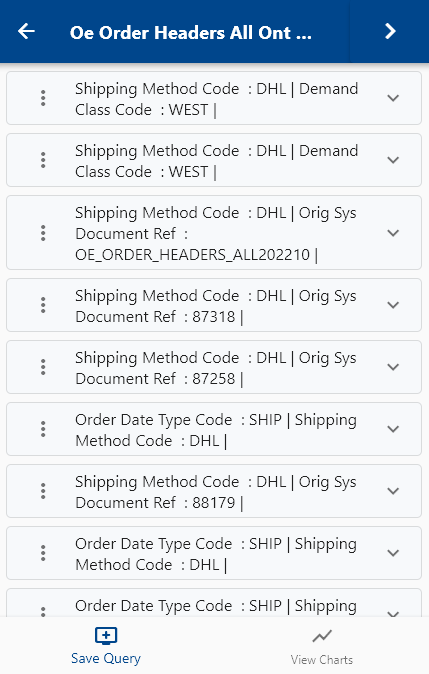 Oe Order Headers All Ont ...
Shipping Method Code : DHL | Demand
Class Code : WEST |
Shipping Method Code : DHL | Demand
Class Code : WEST |
Shipping Method Code : DHL | Orig Sys
Document Ref :
OE_ORDER_HEADERS_ALL202210 |
Shipping Method Code : DHL | Orig Sys
Document Ref : 87318 |
Shipping Method Code : DHL | Orig Sys
Document Ref : 87258 |
Order Date Type Code : SHIP | Shipping
Method Code : DHL |
Shipping Method Code : DHL | Orig Sys
Document Ref : 88179 |
Order Date Type Code : SHIP | Shipping
Method Code : DHL |
Order Date Type Code : SHIP | Shipping
Save Query
View Charts